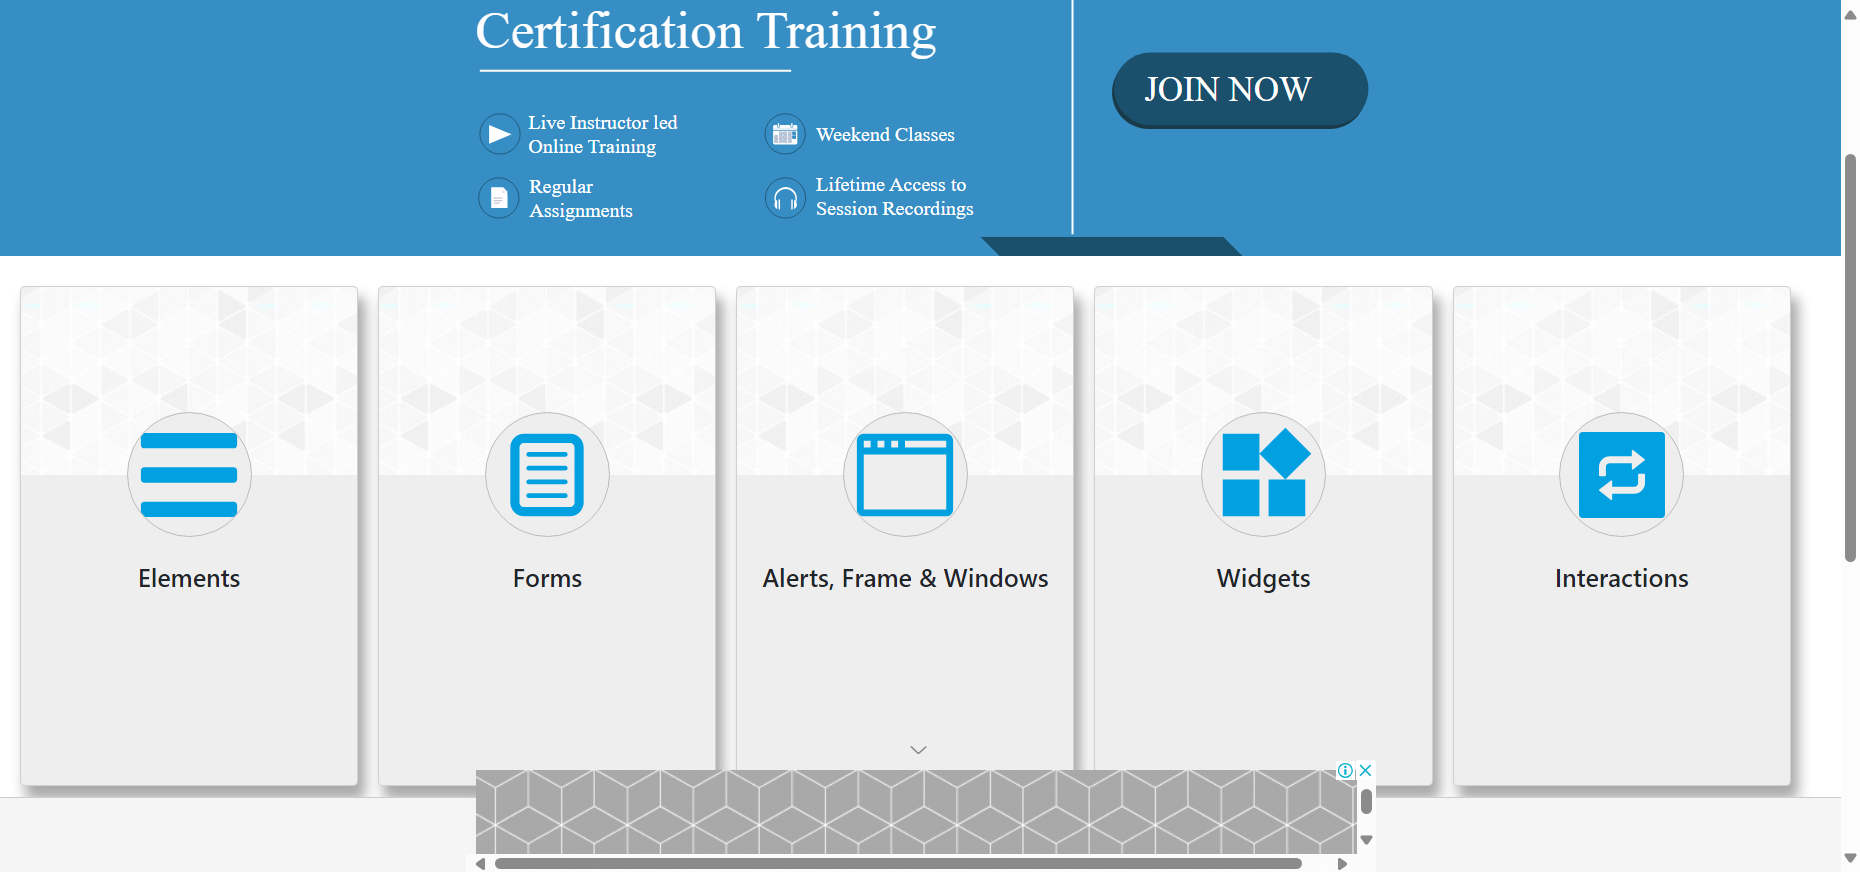 Certification Training
JOIN NOW
Live Instructor led
Online Training
Weekend Classes
Regular
Assignments
Lifetime Access to
Session Recordings
Elements
Forms
Alerts, Frame & Windows
Widgets
Interactions